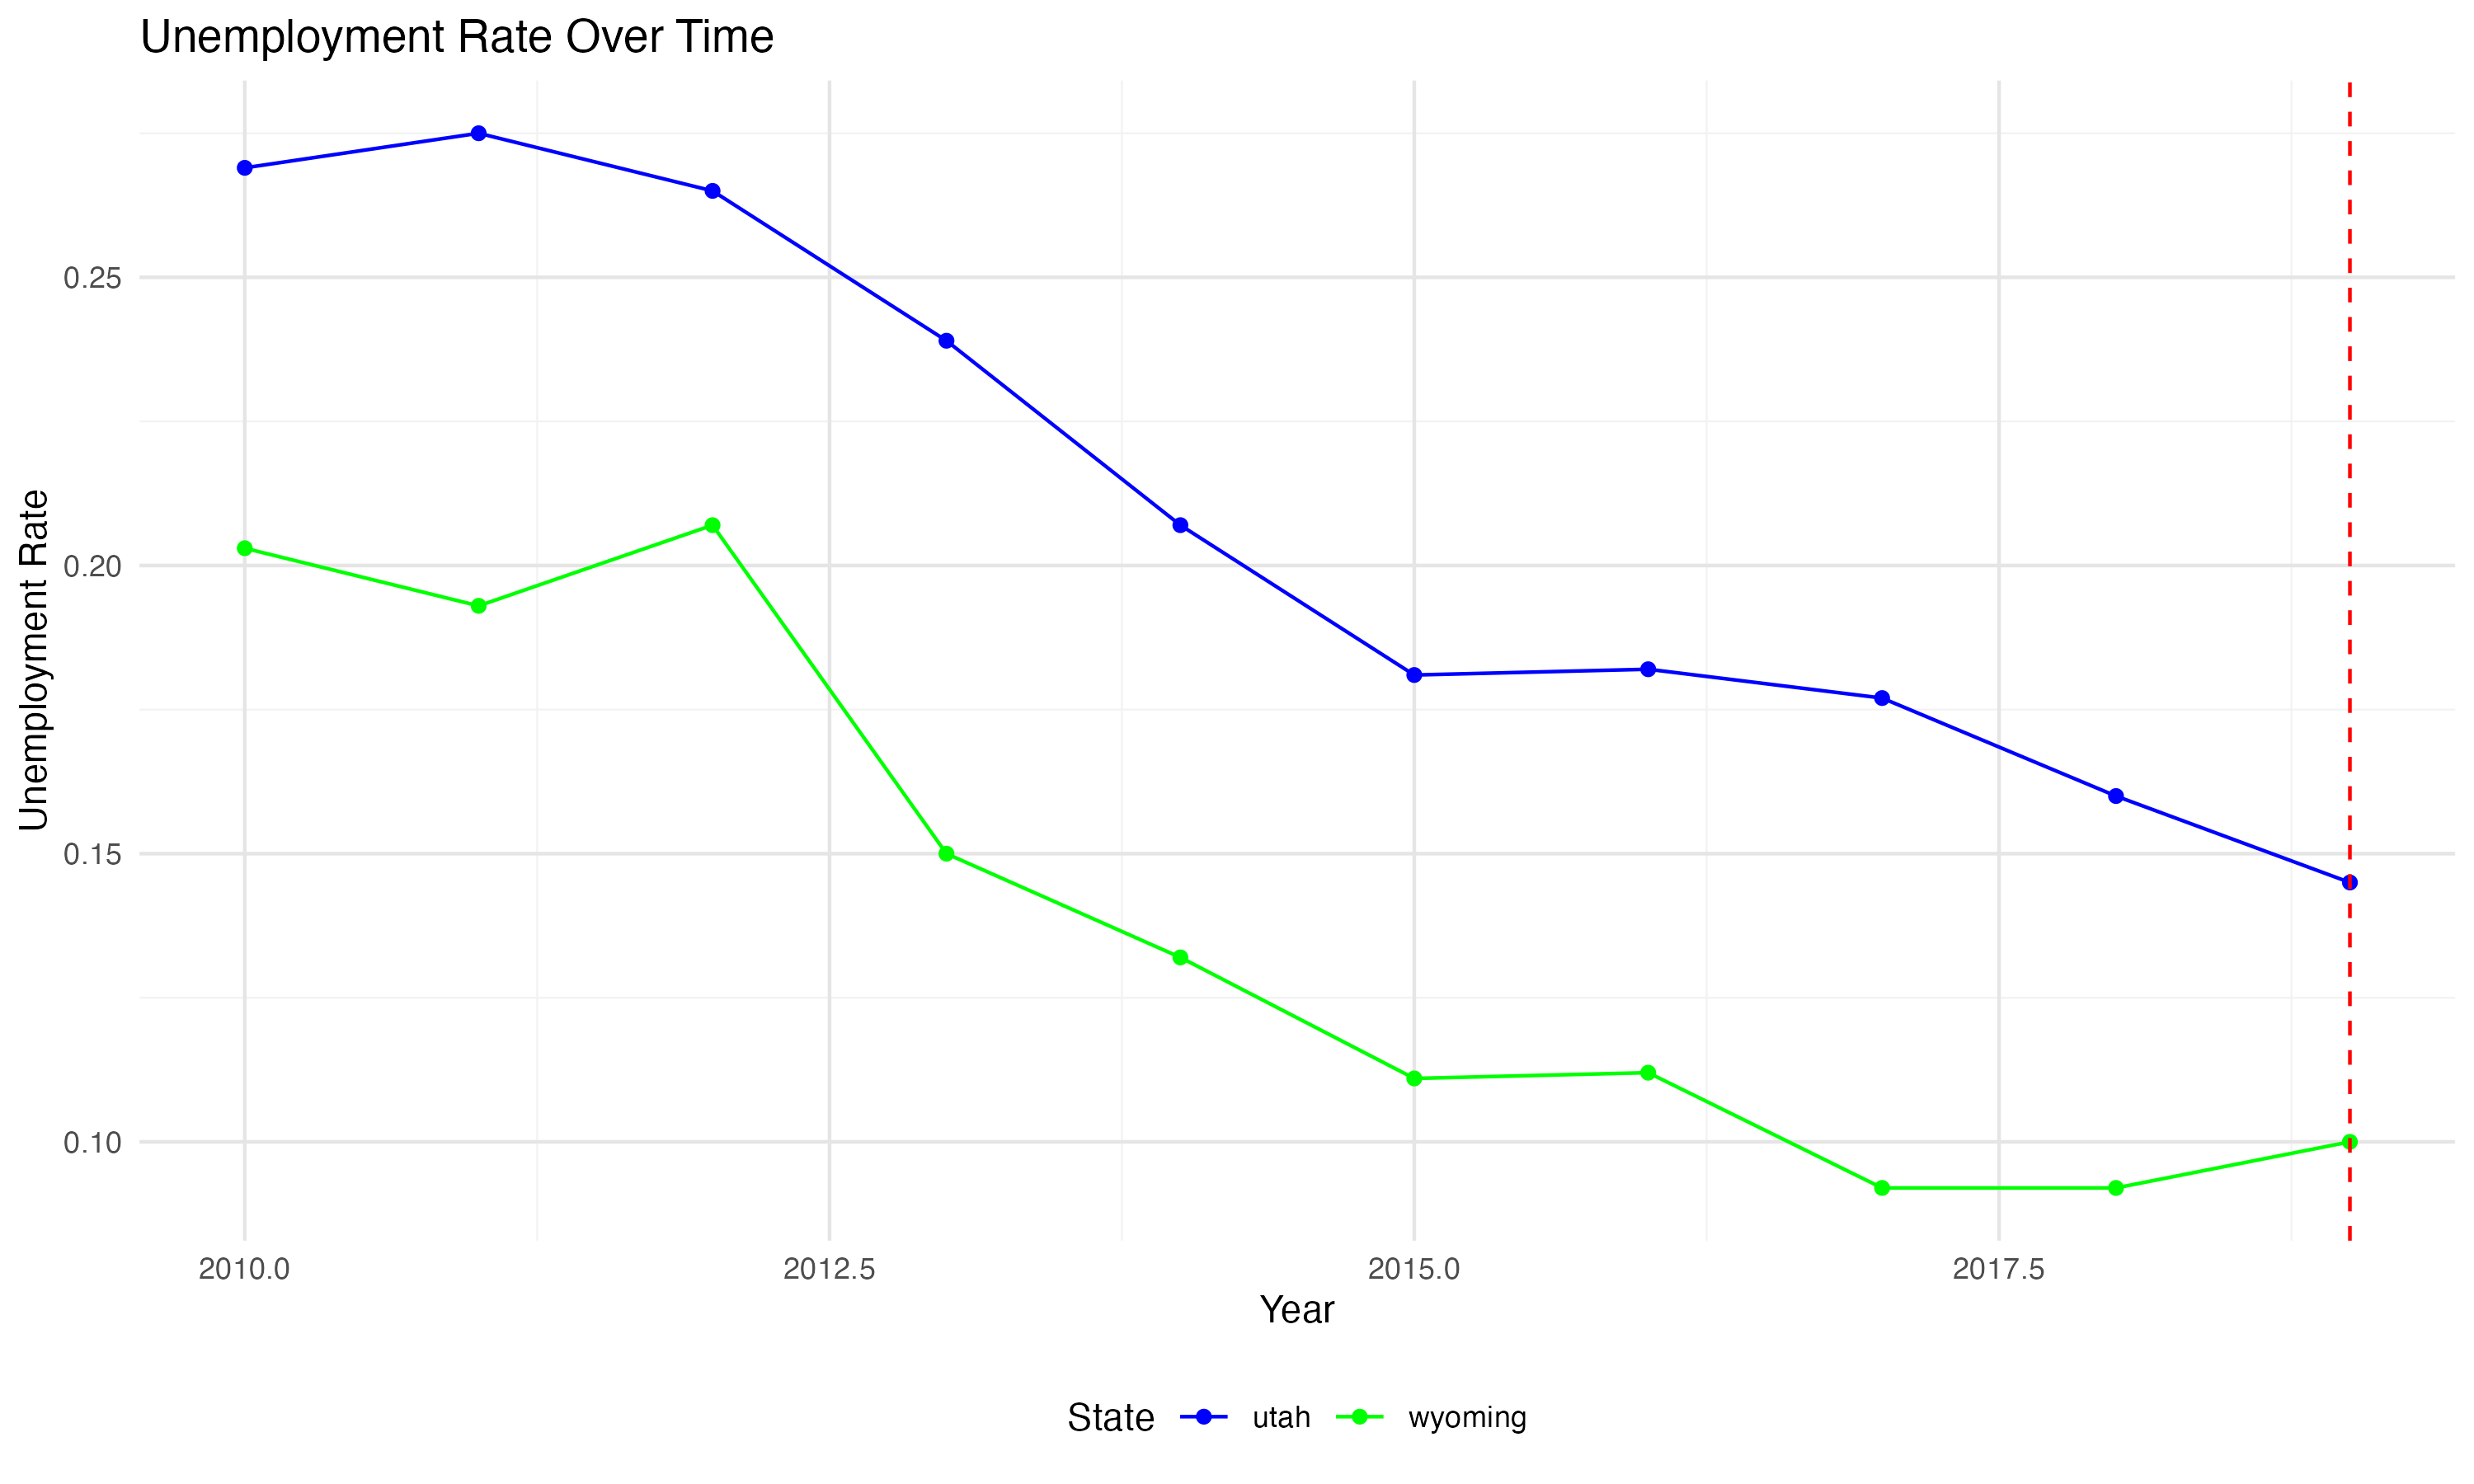 Unemployment Rate Over Time
Unemployment Rate
0.25
0.20
0.15
0.10
2010.0 2012.5 2015.0 2017.5
Year
State utah wyoming